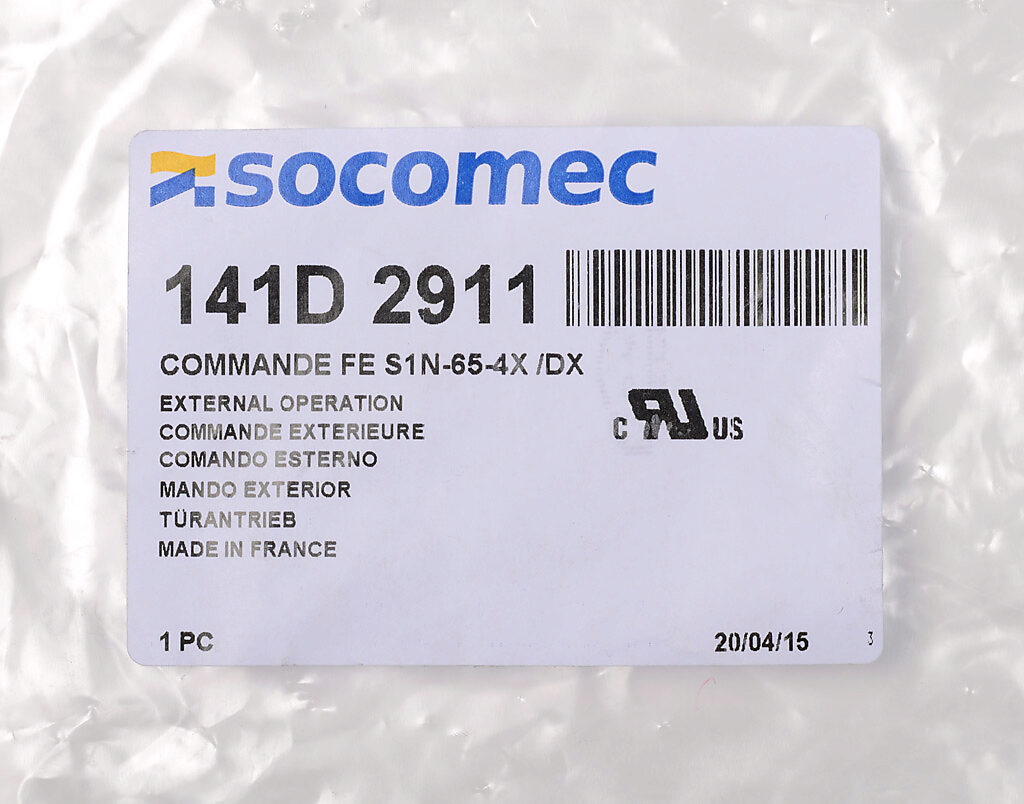 socomec
141D 2911
COMMANDE FE S1N-65-4X /DX
EXTERNAL OPERATION
COMMANDE EXTERIEURE
COMANDO ESTERNO
MANDO EXTERIOR
TÜRANTRIEB
MADE IN FRANCE
C RU US
1 PC 20/04/15 3